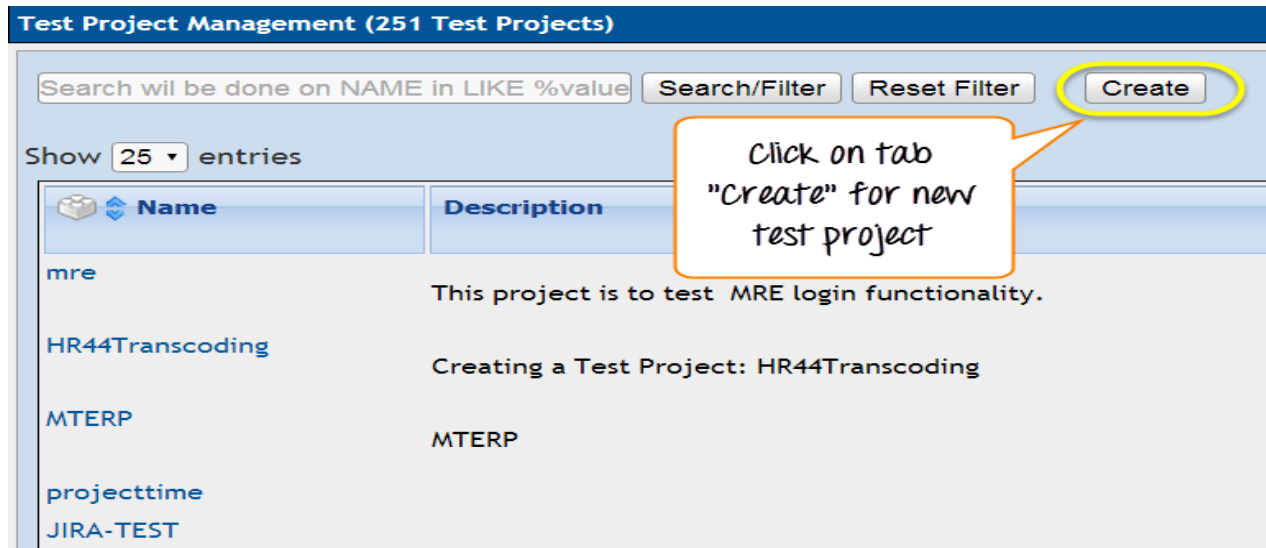 Test Project Management (251 Test Projects)
Search wil be done on NAME in LIKE %value
Search/Filter
Reset Filter
Create
Click on tab
"Create" for new
test project
Show 25 entries
Name
Description
mre
This project is to test MRE login functionality.
HR44Transcoding
Creating a Test Project: HR44Transcoding
MTERP
MTERP
projecttime
JIRA-TEST